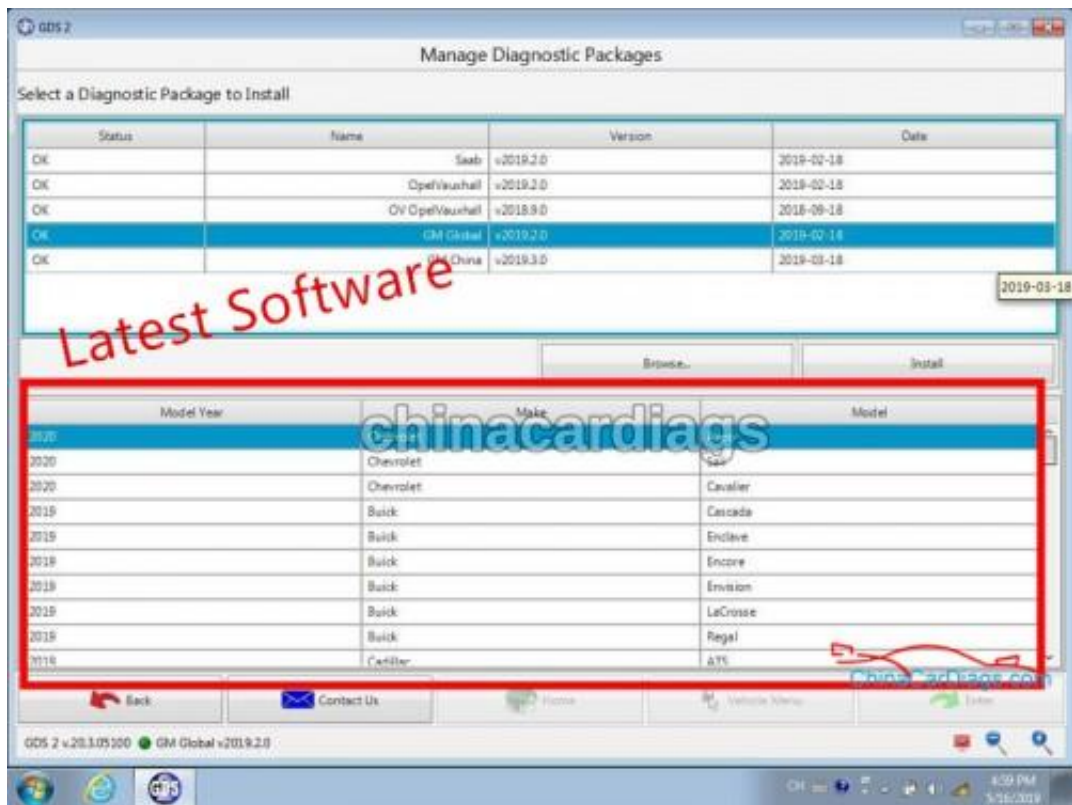 GDS 2
Manage Diagnostic Packages
Select a Diagnostic Package to Install
Status Name Version Date
OK Saab v2019.2.0 2019-02-18
OK OpelVauxhall v2019.2.0 2019-02-18
OK OV OpelVauxhall v2018.9.0 2018-09-18
OK GM Global v2019.2.0 2019-02-18
OK GM China v2019.3.0 2019-03-18
2019-03-18
Latest Software
Browse... Install
Model Year Make Model
chinacardiags
2020
2020 Chevrolet Sail
2020 Chevrolet Cavalier
2019 Buick Cascada
2019 Buick Enclave
2019 Buick Encore
2019 Buick Envision
2019 Buick LaCrosse
2019 Buick Regal
2019 Cadillac ATS
ChinaCarDiags.com
Back Contact Us Home Vehicle Menu Enter
GDS 2 v.20.3.05100 GM Global v2019.2.0
CH 4:59 PM
5/16/2019